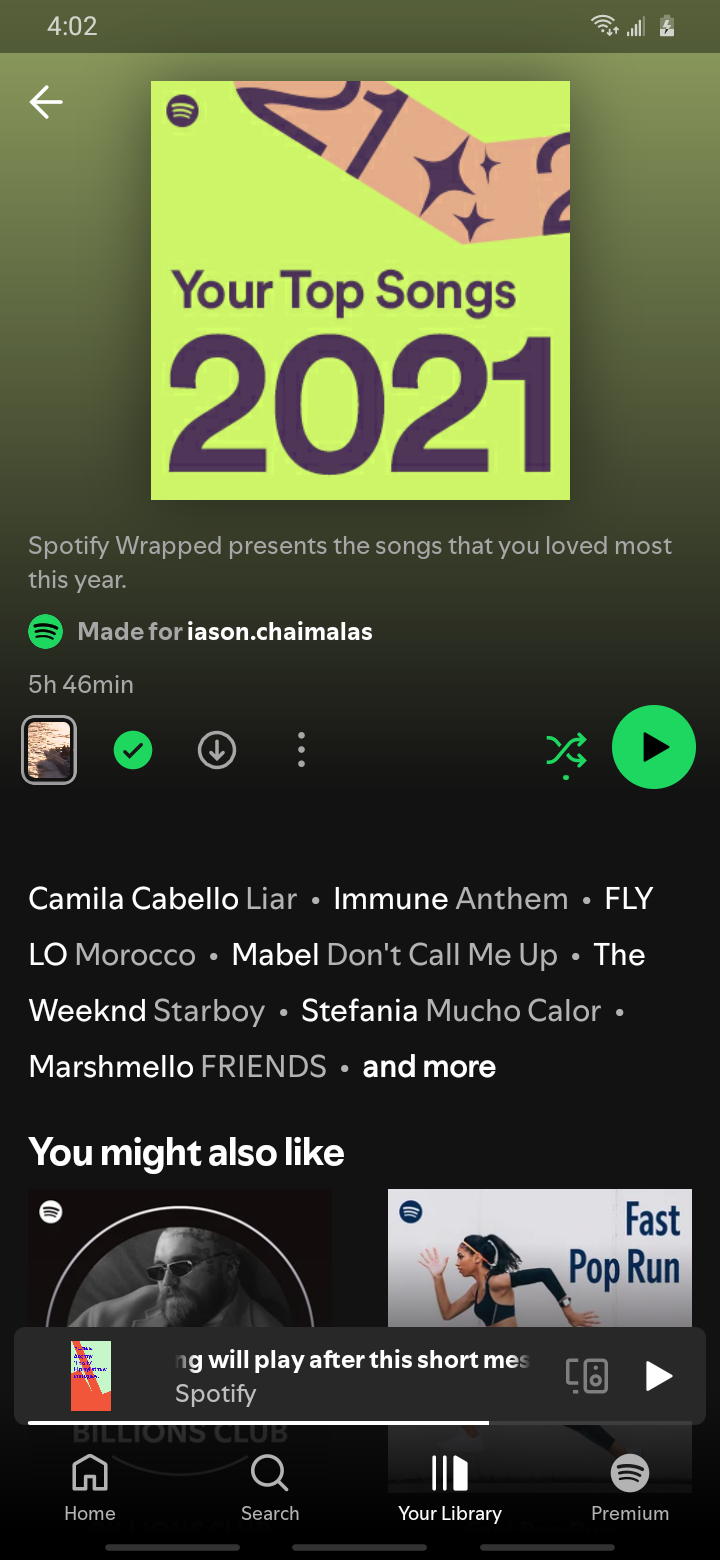 4:02
21 2
Your Top Songs
2021
Spotify Wrapped presents the songs that you loved most
this year.
Made for iason.chaimalas
5h 46min
Camila Cabello Liar • Immune Anthem • FLY
LO Morocco • Mabel Don't Call Me Up • The
Weeknd Starboy • Stefania Mucho Calor •
Marshmello FRIENDS • and more
You might also like
Fast
Pop Run
ng will play after this short mes
Spotify
BILLIONS CLUB
Home Search Your Library Premium